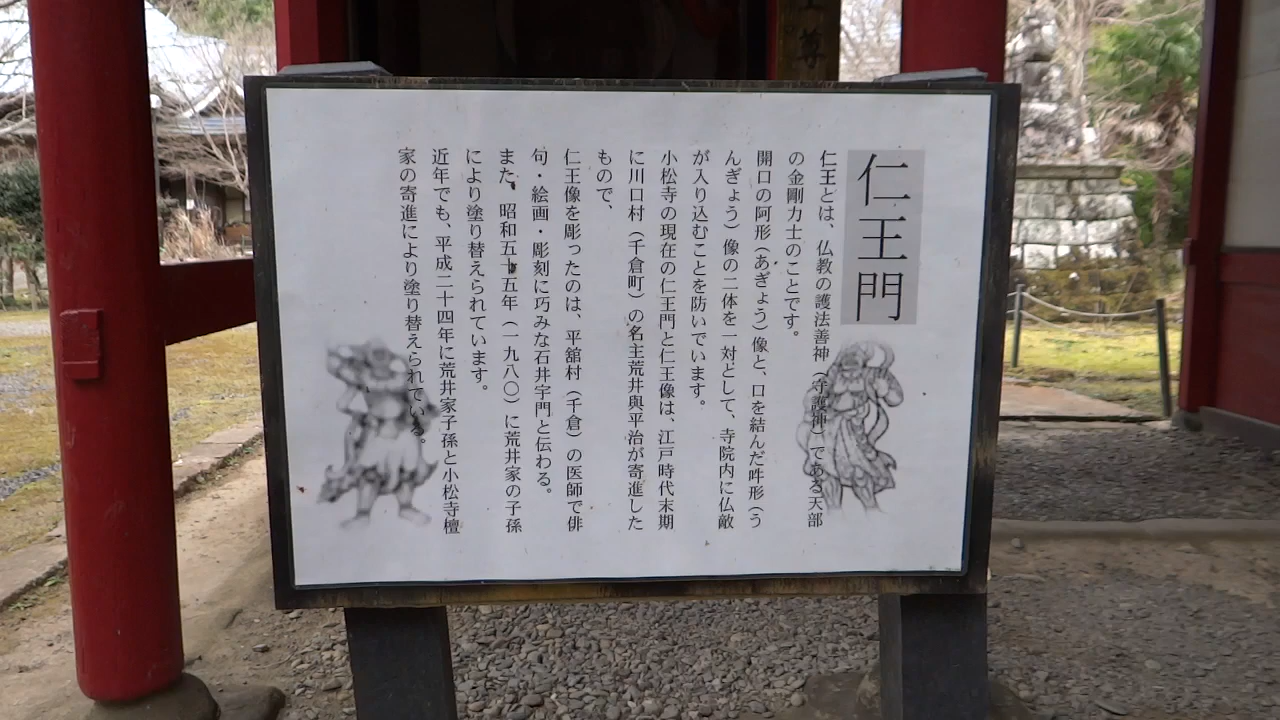 仁王門
仁王とは、仏教の護法善神（守護神）である天部
の金剛力士のことです。
開口の阿形（あぎょう）像と、口を結んだ吽形（う
んぎょう）像の二体を一対として、寺院内に仏敵
が入り込むことを防いでいます。
小松寺の現在の仁王門と仁王像は、江戸時代末期
に川口村（千倉町）の名主荒井與平治が寄進した
もので、
仁王像を彫ったのは、平舘村（千倉）の医師で俳
句・絵画・彫刻に巧みな石井宇門と伝わる。
また、昭和五十五年（一九八〇）に荒井家の子孫
により塗り替えられています。
近年でも、平成二十四年に荒井家子孫と小松寺檀
家の寄進により塗り替えられている。
尊